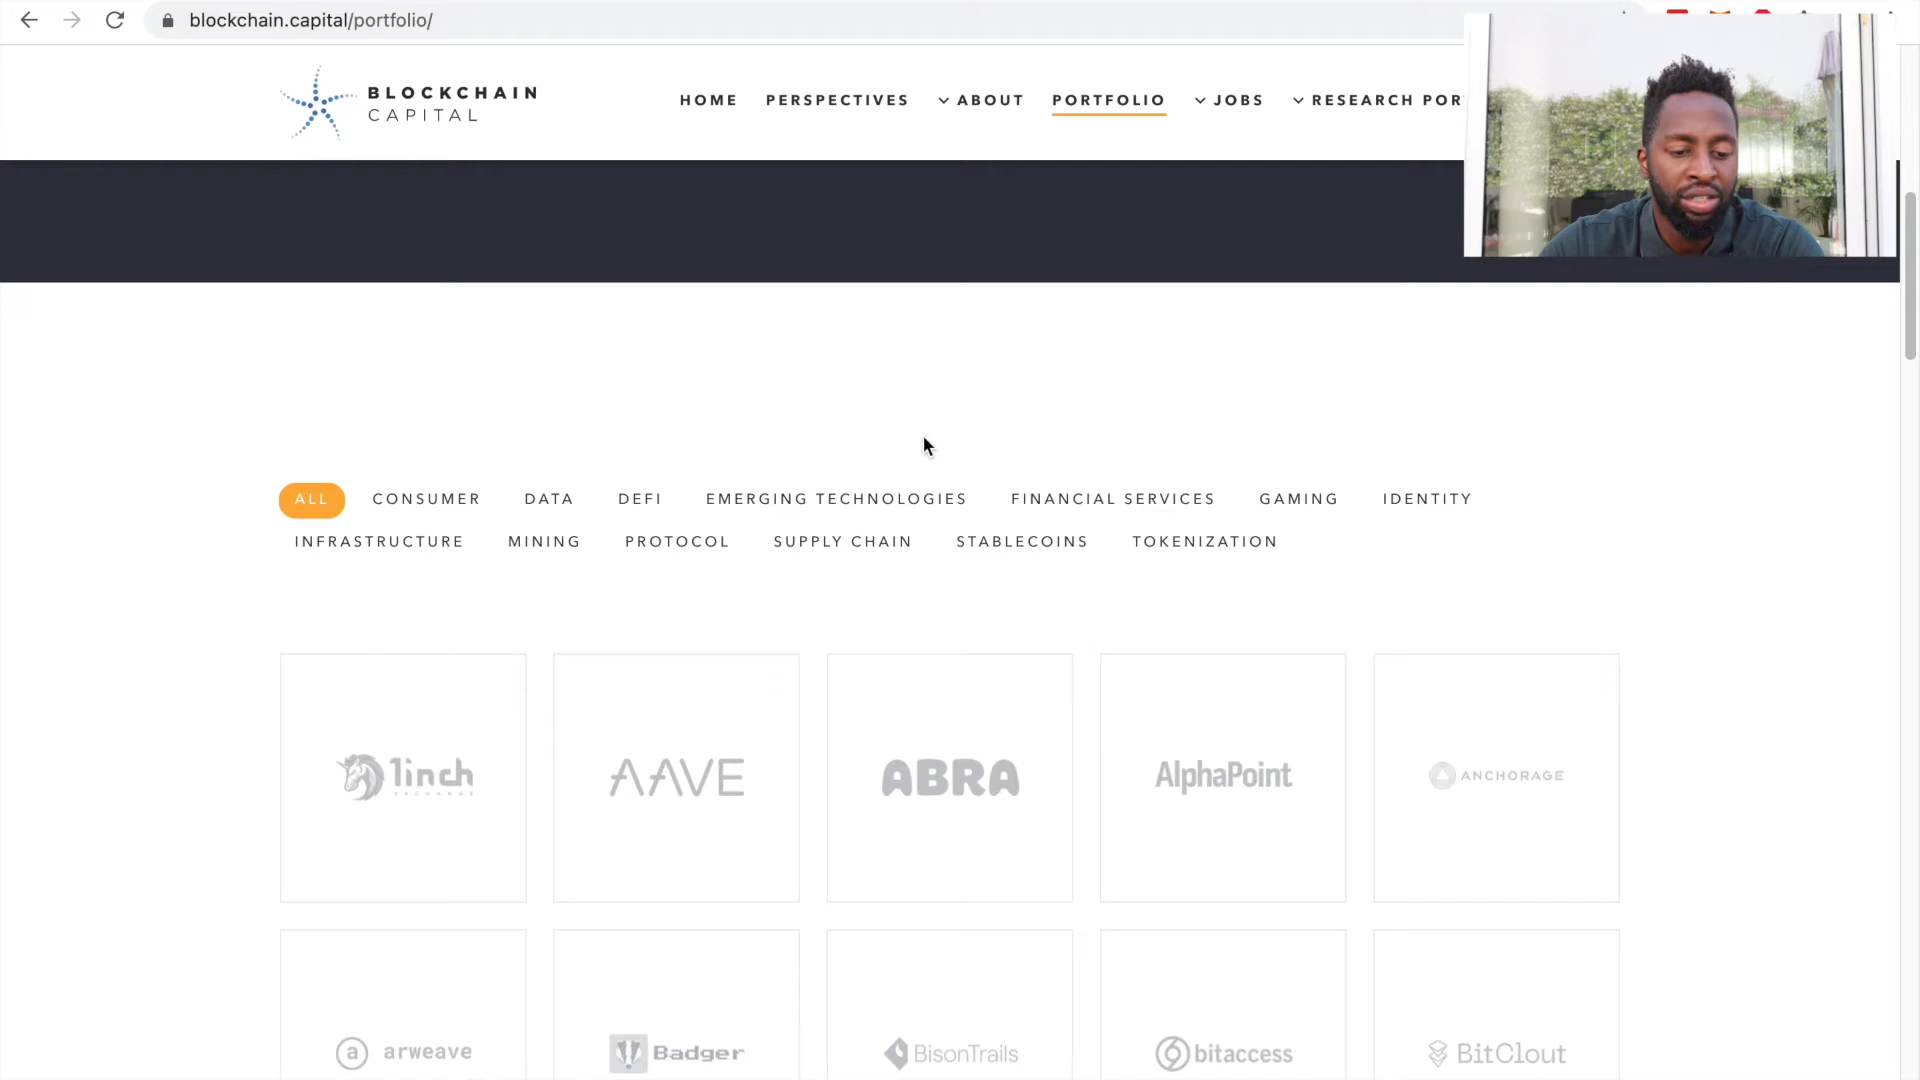 blockchain.capital/portfolio/
BLOCKCHAIN
CAPITAL
HOME PERSPECTIVES ABOUT PORTFOLIO JOBS RESEARCH POR
ALL CONSUMER DATA DEFI EMERGING TECHNOLOGIES FINANCIAL SERVICES GAMING IDENTITY
INFRASTRUCTURE MINING PROTOCOL SUPPLY CHAIN STABLECOINS TOKENIZATION
1inch
EXCHANGE
AAVE
ABRA
AlphaPoint
ANCHORAGE
a arweave
Badger
BisonTrails
bitaccess
BitClout